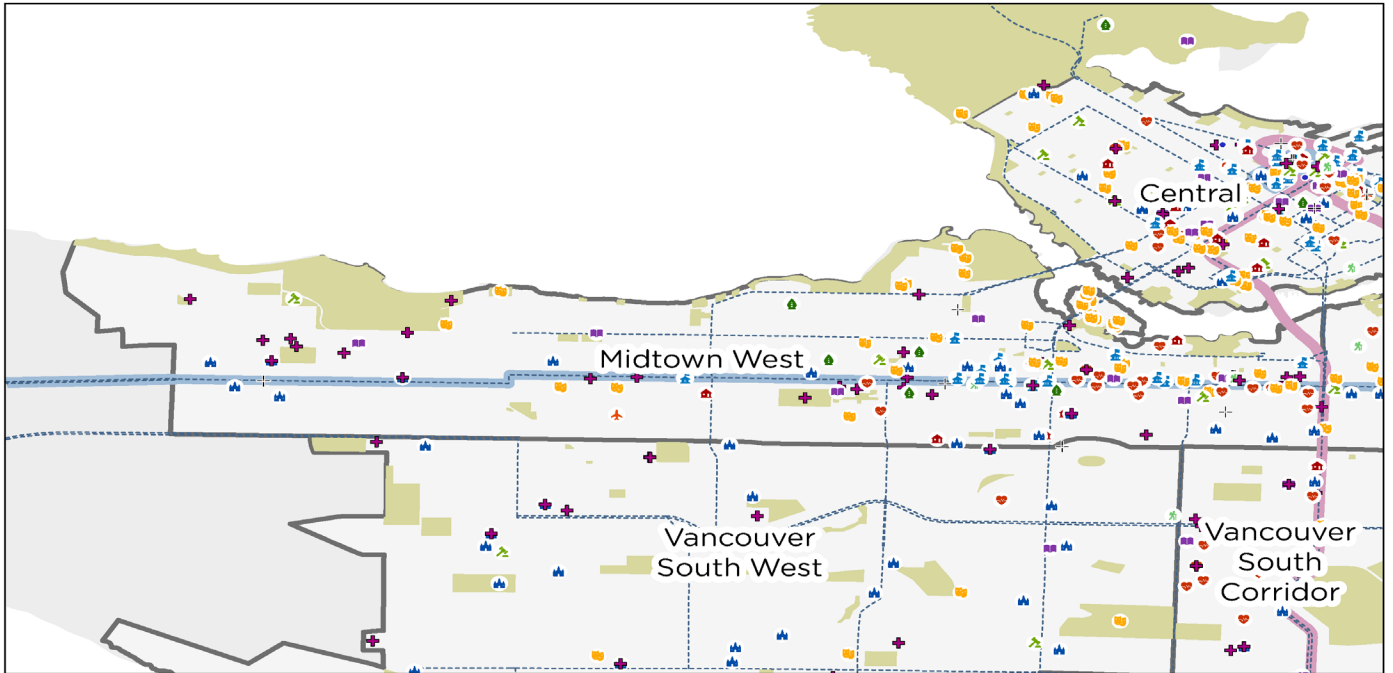 Central
Midtown West
Vancouver
South West
Vancouver
South
Corridor